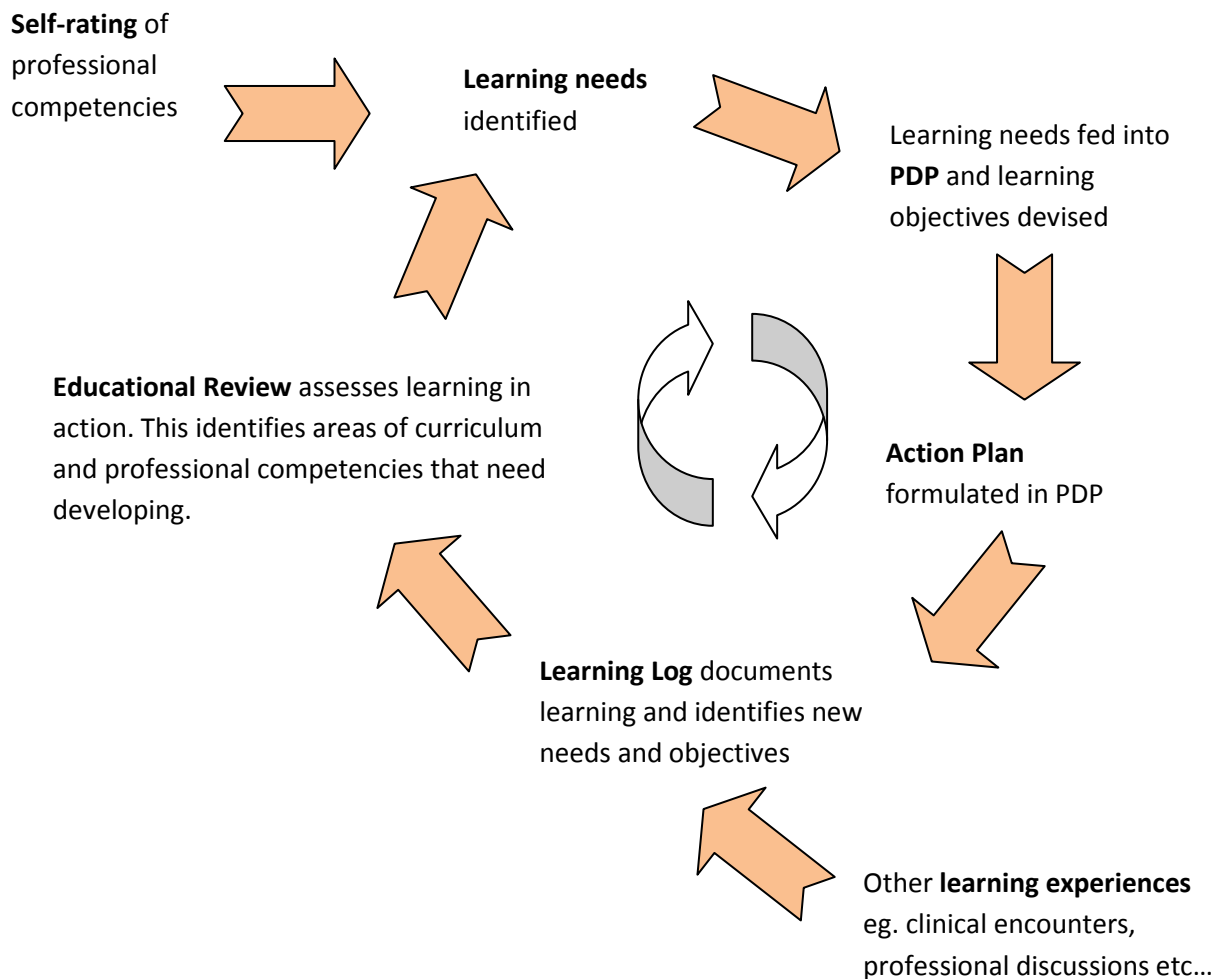 Self-rating of
professional
competencies
Learning needs
identified
Learning needs fed into
PDP and learning
objectives devised
Educational Review assesses learning in
action. This identifies areas of curriculum
and professional competencies that need
developing.
Action Plan
formulated in PDP
Learning Log documents
learning and identifies new
needs and objectives
Other learning experiences
eg. clinical encounters,
professional discussions etc…